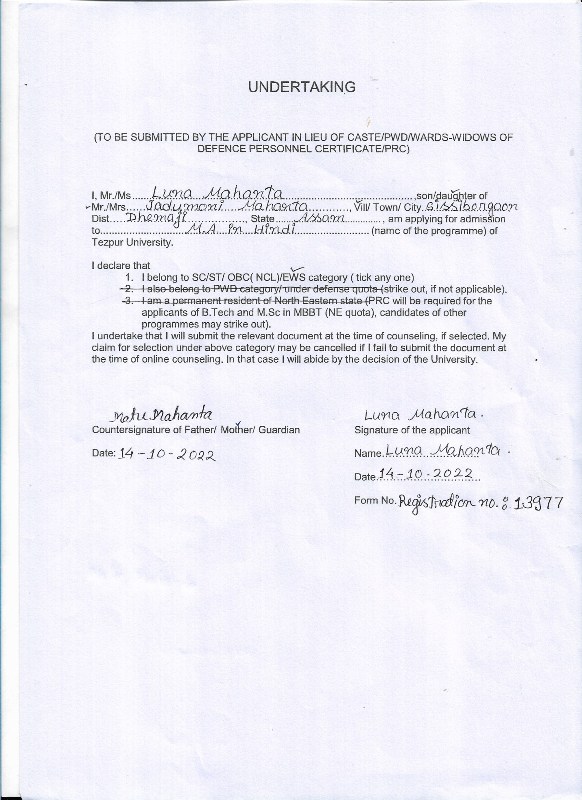 UNDERTAKING
(TO BE SUBMITTED BY THE APPLICANT IN LIEU OF CASTE/PWD/WARDS-WIDOWS OF
DEFENCE PERSONNEL CERTIFICATE/PRC)
I, Mr./Ms Luna Mahanta, son/daughter of
Mr./Mrs. Jadymoni Mahanta, Vill/ Town/ City. Sissiborgaon
Dist. Dhemaji, State Assam, am applying for admission
to M.A. in Hindi (name of the programme) of
Tezpur University.
I declare that
1. I belong to SC/ST/ OBC( NCL)/EWS category ( tick any one)
2. I also belong to PWD category/ under defense quota (strike out, if not applicable).
3. I am a permanent resident of North Eastern state (PRC will be required for the
applicants of B.Tech and M.Sc in MBBT (NE quota), candidates of other
programmes may strike out).
I undertake that I will submit the relevant document at the time of counseling, if selected. My
claim for selection under above category may be cancelled if I fail to submit the document at
the time of online counseling. In that case I will abide by the decision of the University.
Mahanta
Countersignature of Father/ Mother/ Guardian
Date: 14-10-2022
Luna Mahanta.
Signature of the applicant
Name. Luna Mahanta.
Date 14-10-2022
Form No. Registration no. : 13977